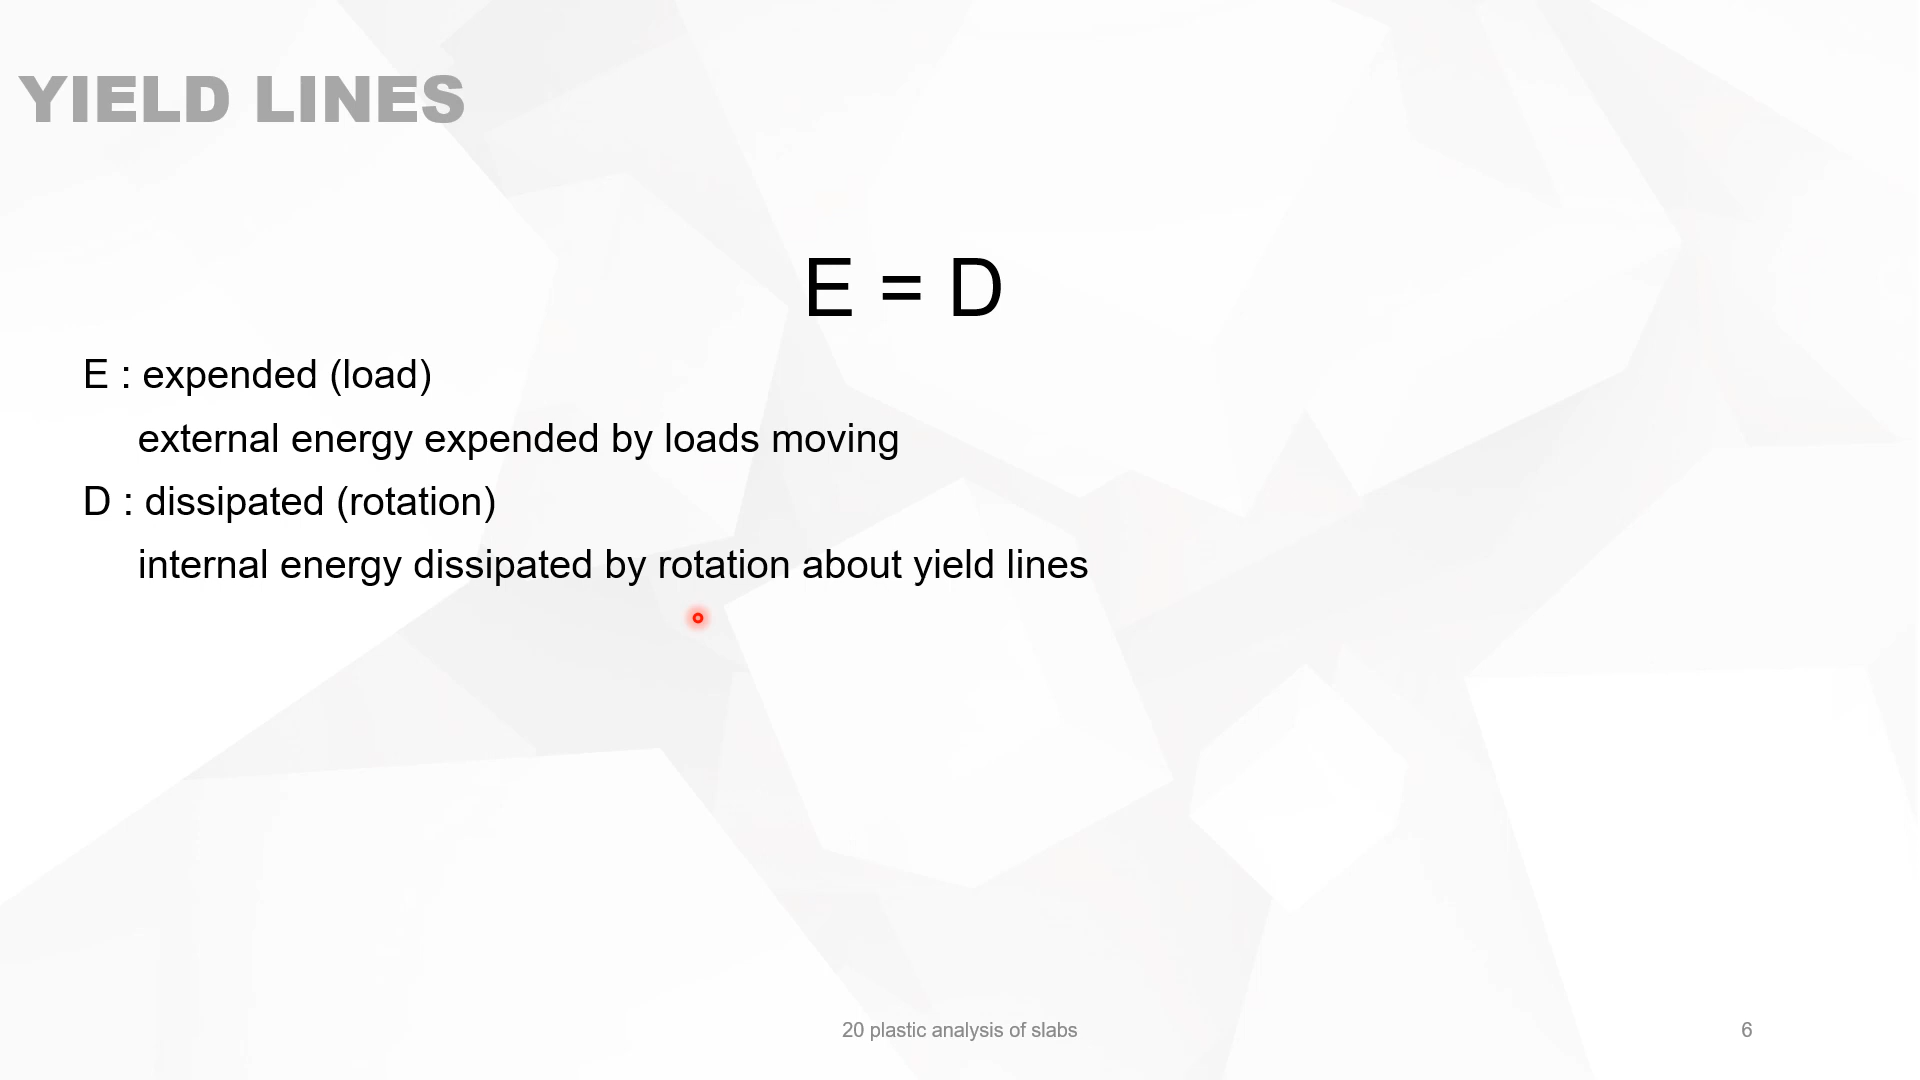 YIELD LINES
E = D
E : expended (load)
external energy expended by loads moving
D : dissipated (rotation)
internal energy dissipated by rotation about yield lines
20 plastic analysis of slabs
6